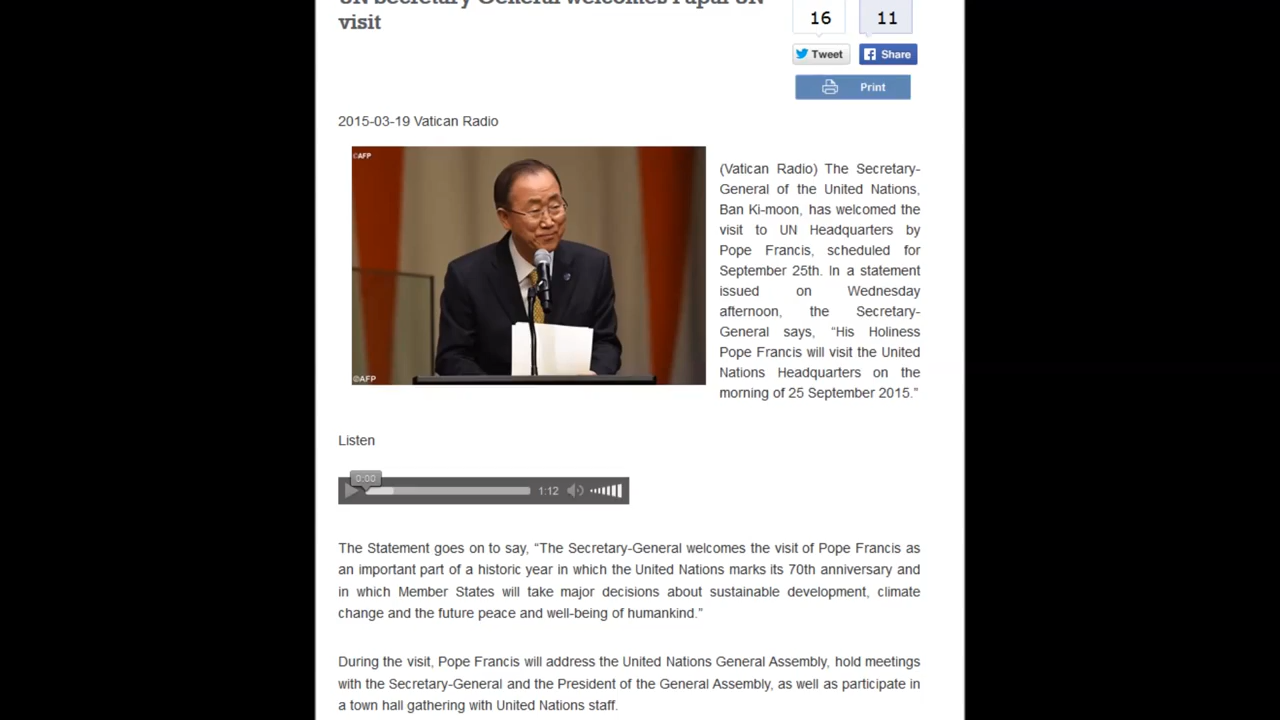 UN Secretary General welcomes Papal UN
visit
16
11
Tweet
Share
Print
2015-03-19 Vatican Radio
©AFP
©AFP
(Vatican Radio) The Secretary-
General of the United Nations,
Ban Ki-moon, has welcomed the
visit to UN Headquarters by
Pope Francis, scheduled for
September 25th. In a statement
issued on Wednesday
afternoon, the Secretary-
General says, “His Holiness
Pope Francis will visit the United
Nations Headquarters on the
morning of 25 September 2015.”
Listen
0:00
1:12
The Statement goes on to say, “The Secretary-General welcomes the visit of Pope Francis as
an important part of a historic year in which the United Nations marks its 70th anniversary and
in which Member States will take major decisions about sustainable development, climate
change and the future peace and well-being of humankind.”
During the visit, Pope Francis will address the United Nations General Assembly, hold meetings
with the Secretary-General and the President of the General Assembly, as well as participate in
a town hall gathering with United Nations staff.